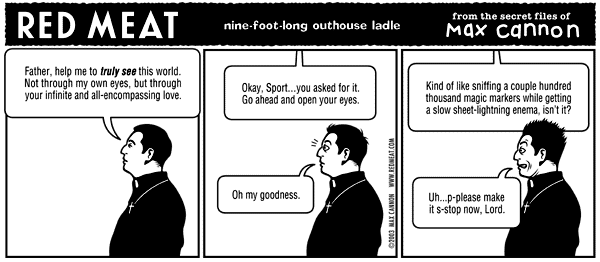 RED MEAT
nine-foot-long outhouse ladle
from the secret files of
max cannon
Father, help me to truly see this world.
Not through my own eyes, but through
your infinite and all-encompassing love.
Okay, Sport...you asked for it.
Go ahead and open your eyes.
Oh my goodness.
©2003 MAX CANNON WWW.REDMEAT.COM
Kind of like sniffing a couple hundred
thousand magic markers while getting
a slow sheet-lightning enema, isn't it?
Uh...p-please make
it s-stop now, Lord.